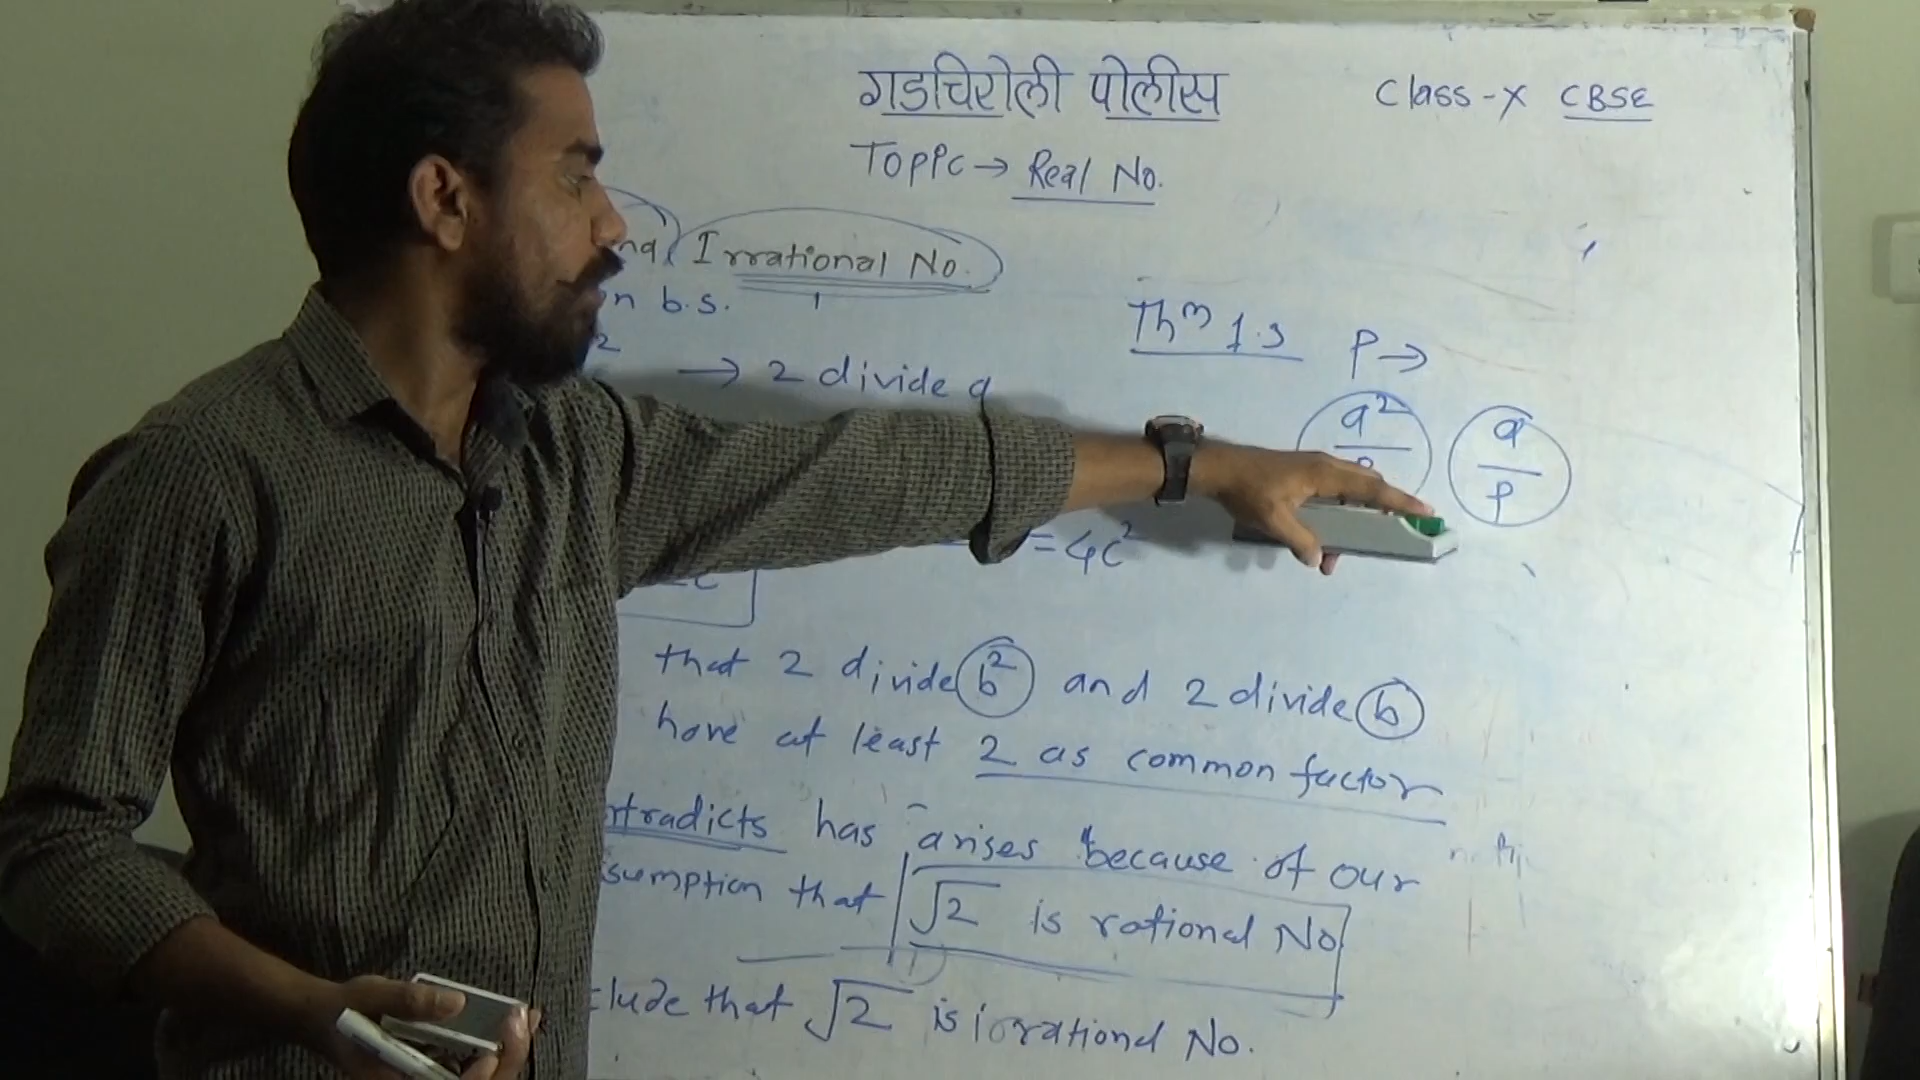 गडचिरोली पोलीस
Class-X CBSE
Topic → Real No.
Irrational No.
n b.s.
2
→ 2 divide a
Thm 1.3 P →
a²
a/p
= 4c²
that 2 divide b² and 2 divide b
have at least 2 as common factor
tradicts has arises because of our
sumption that √2 is rational No
clude that √2 is irrational No.